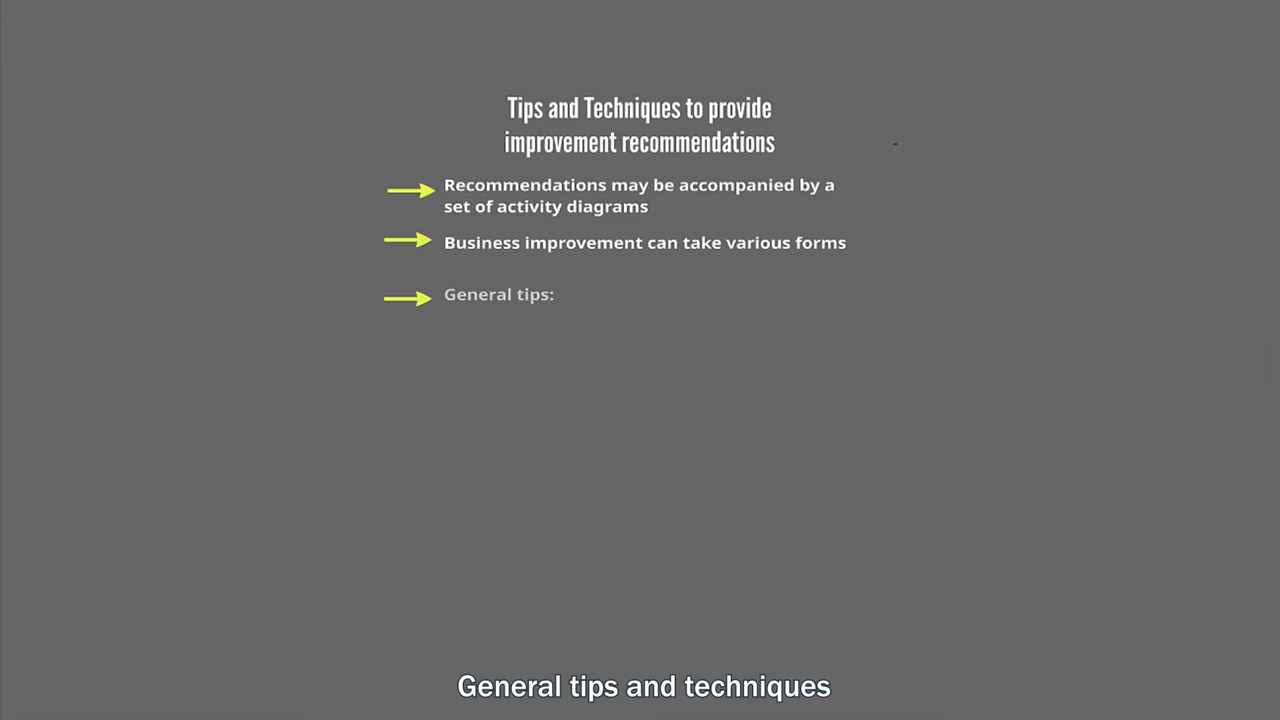 Tips and Techniques to provide
improvement recommendations
Recommendations may be accompanied by a
set of activity diagrams
Business improvement can take various forms
General tips:
General tips and techniques